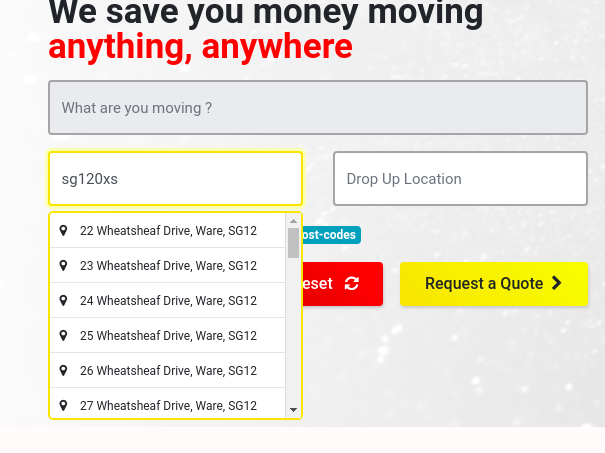 We save you money moving
anything, anywhere
What are you moving ?
sg120xs
Drop Up Location
22 Wheatsheaf Drive, Ware, SG12
ost-codes
23 Wheatsheaf Drive, Ware, SG12
eset
Request a Quote
24 Wheatsheaf Drive, Ware, SG12
25 Wheatsheaf Drive, Ware, SG12
26 Wheatsheaf Drive, Ware, SG12
27 Wheatsheaf Drive, Ware, SG12